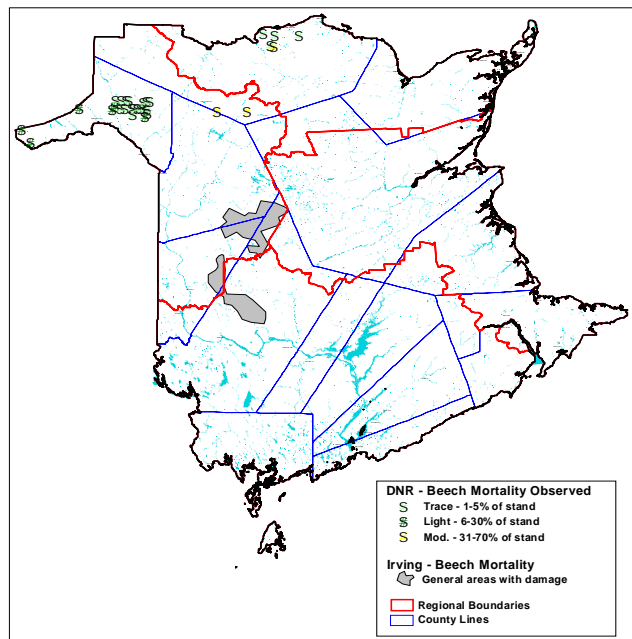 DNR - Beech Mortality Observed
S Trace - 1-5% of stand
S Light - 6-30% of stand
S Mod. - 31-70% of stand
Irving - Beech Mortality
General areas with damage
Regional Boundaries
County Lines